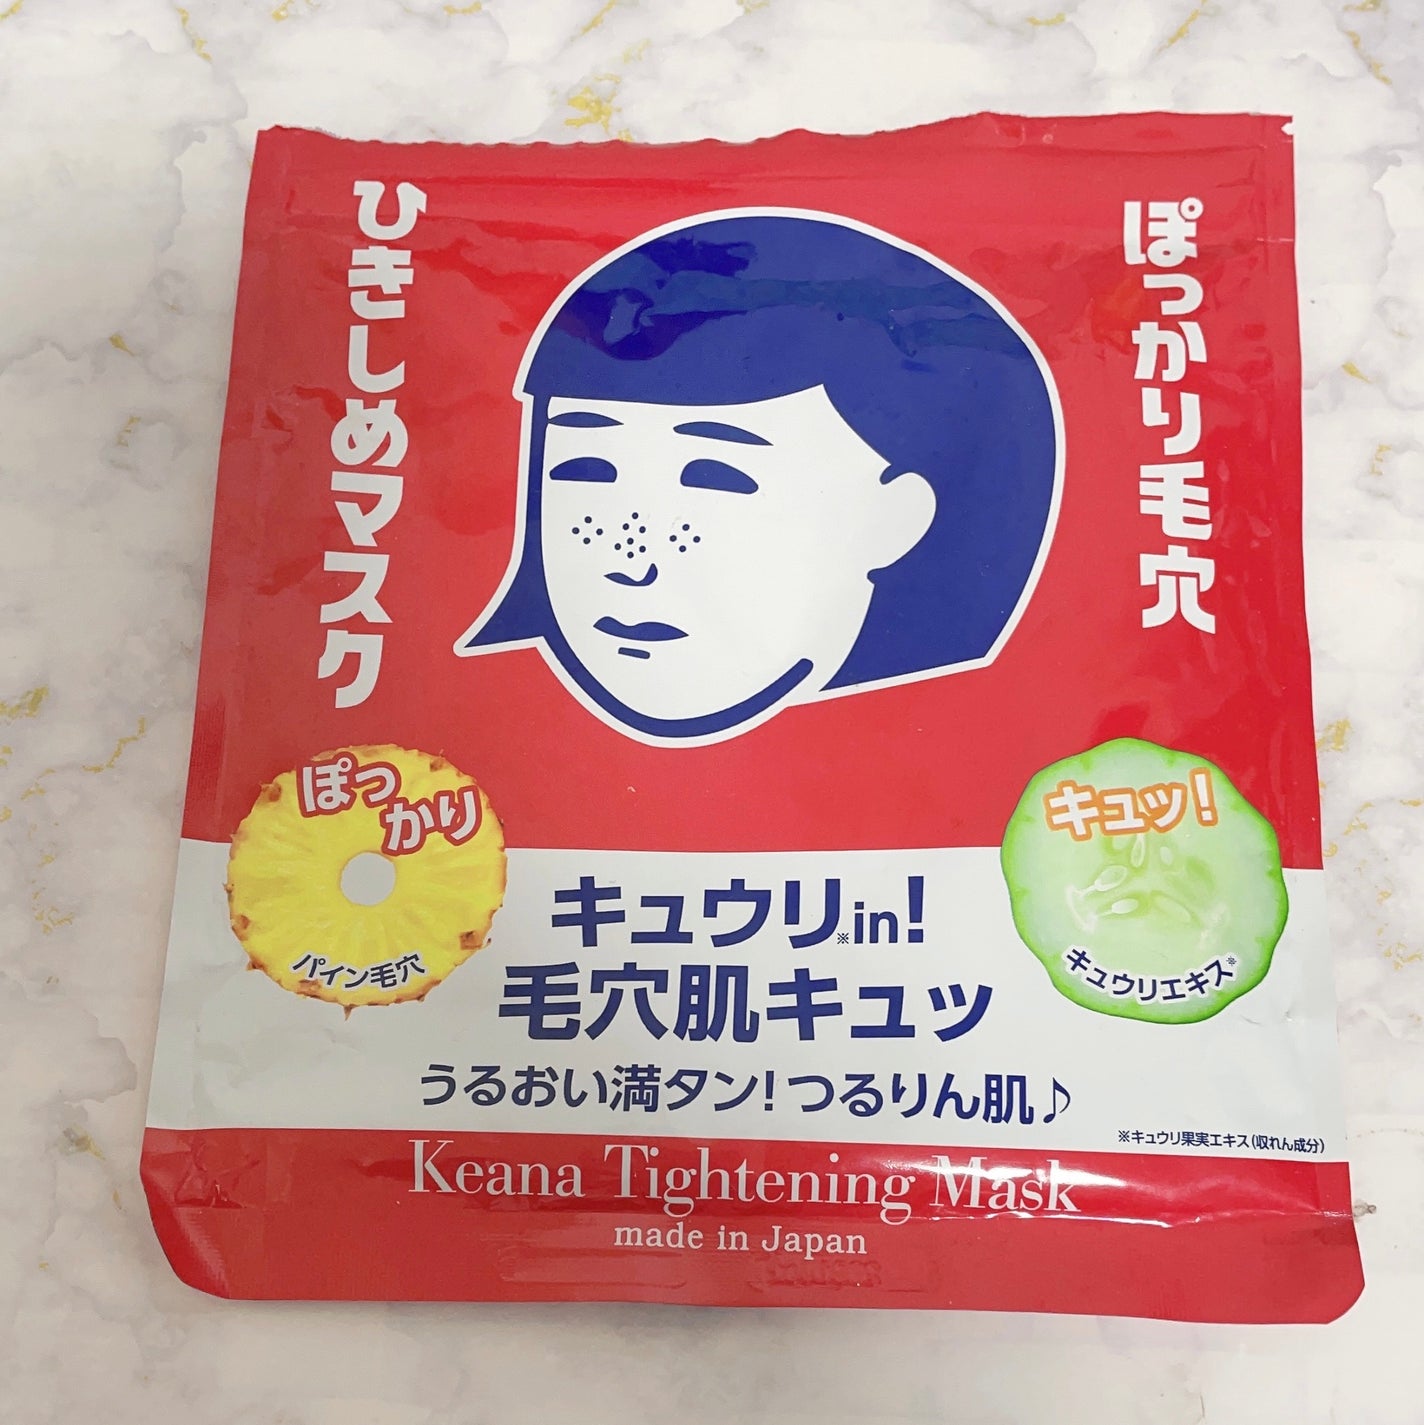 ぽっかり毛穴
ひきしめマスク
ぽっ
かり
パイン毛穴
キュッ!
キュウリエキス※
キュウリ※in!
毛穴肌キュッ
うるおい満タン!つるりん肌♪
※キュウリ果実エキス(収れん成分)
Keana Tightening Mask
made in Japan